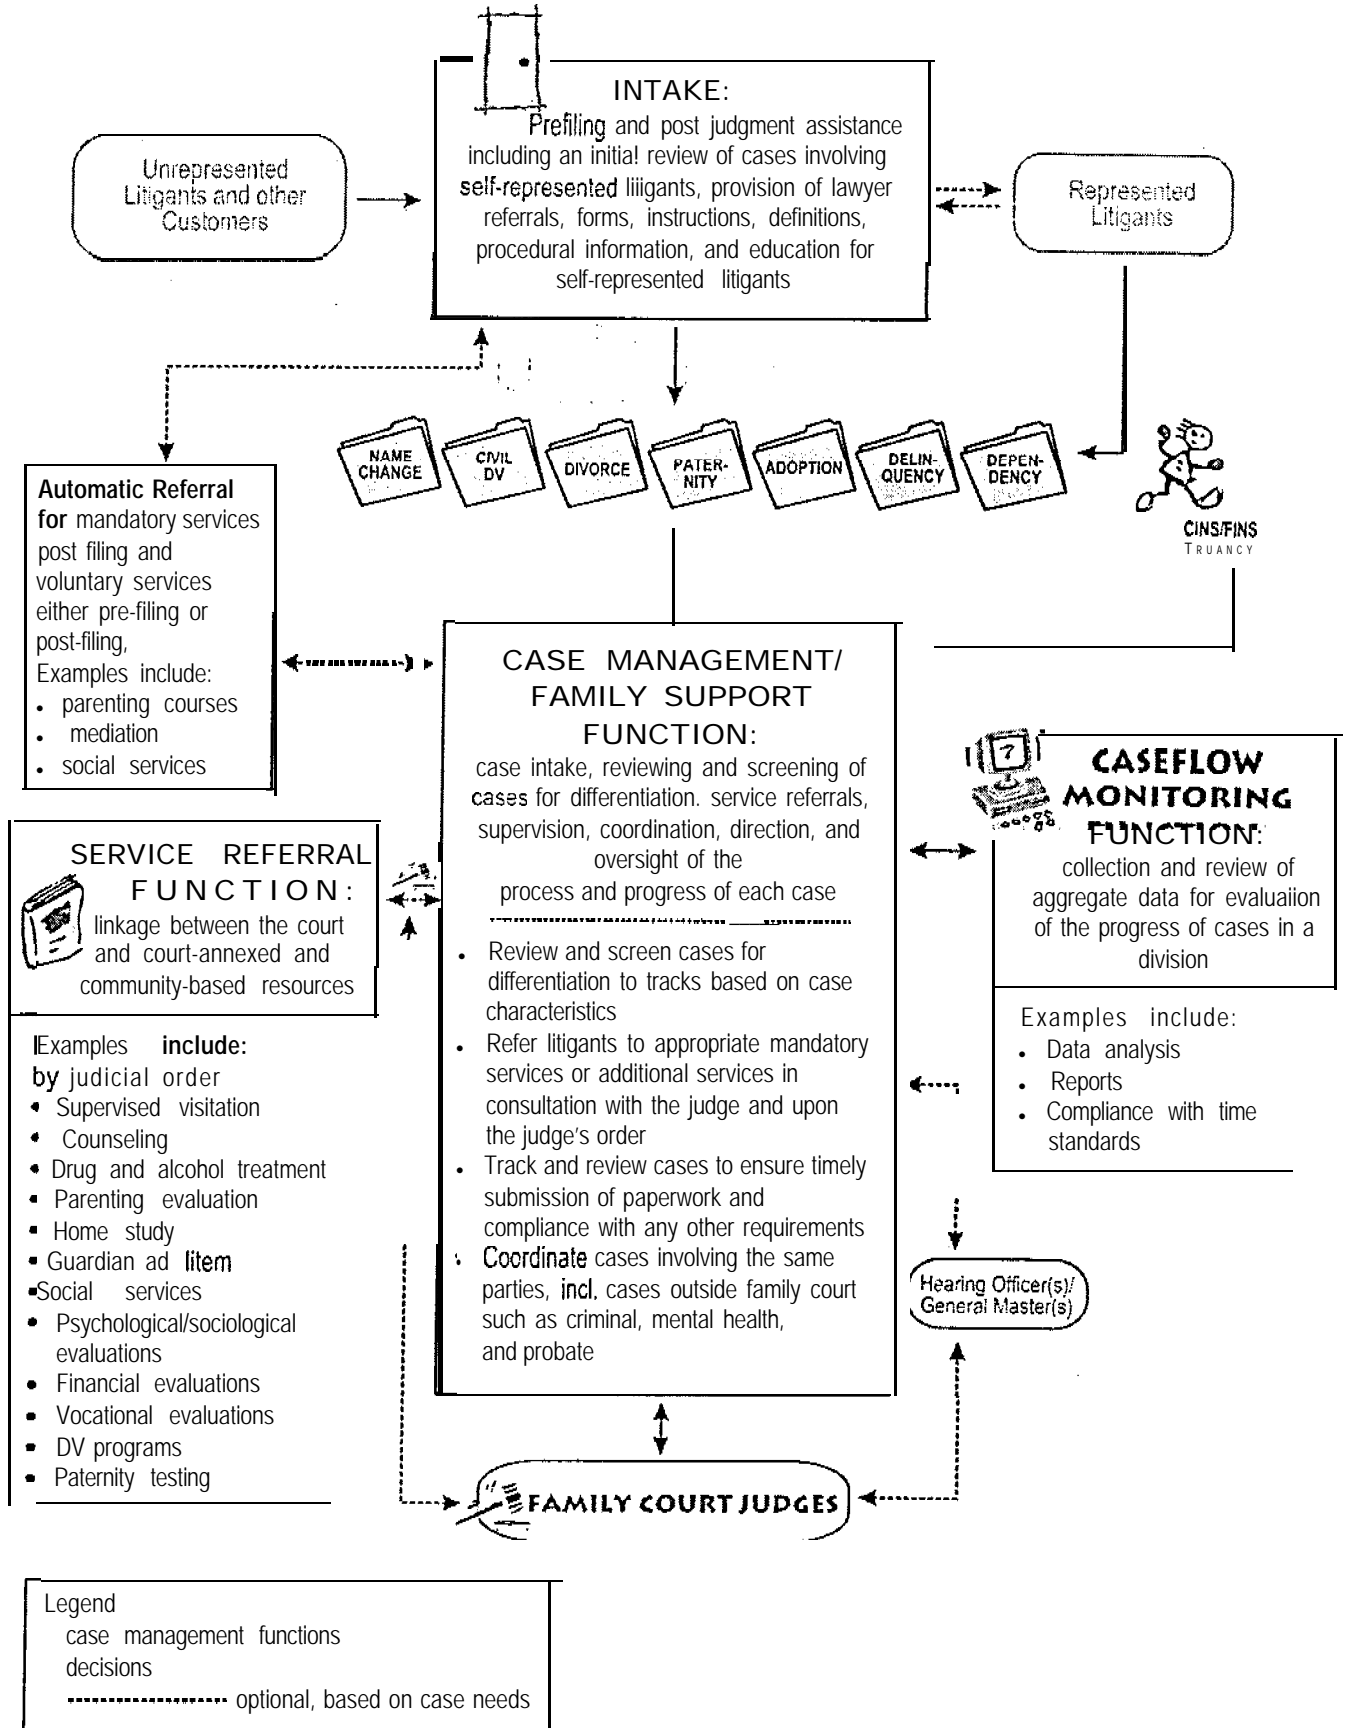 INTAKE:
Prefiling and post judgment assistance
including an initia! review of cases involving
self-represented liiigants, provision of lawyer
referrals, forms, instructions, definitions,
procedural information, and education for
self-represented litigants
Unrepresented
Litigants and other
Customers
Represented
Litigants
NAME
CHANGE
CIVIL
DV
DIVORCE
PATER-
NITY
ADOPTION
DELIN-
QUENCY
DEPEN-
DENCY
CINS/FINS
TRUANCY
Automatic Referral
for mandatory services
post filing and
voluntary services
either pre-filing or
post-filing,
Examples include:
• parenting courses
• mediation
• social services
CASE MANAGEMENT/
FAMILY SUPPORT
FUNCTION:
case intake, reviewing and screening of
cases for differentiation. service referrals,
supervision, coordination, direction, and
oversight of the
process and progress of each case
• Review and screen cases for
differentiation to tracks based on case
characteristics
• Refer litigants to appropriate mandatory
services or additional services in
consultation with the judge and upon
the judge's order
• Track and review cases to ensure timely
submission of paperwork and
compliance with any other requirements
• Coordinate cases involving the same
parties, incl. cases outside family court
such as criminal, mental health,
and probate
CASEFLOW
MONITORING
FUNCTION:
collection and review of
aggregate data for evaluaiion
of the progress of cases in a
division
Examples include:
• Data analysis
• Reports
• Compliance with time
standards
SERVICE REFERRAL
FUNCTION:
linkage between the court
and court-annexed and
community-based resources
Examples include:
by judicial order
• Supervised visitation
• Counseling
• Drug and alcohol treatment
• Parenting evaluation
• Home study
• Guardian ad litem
•Social services
• Psychological/sociological
evaluations
• Financial evaluations
• Vocational evaluations
• DV programs
• Paternity testing
Hearing Officer(s)/
General Master(s)
FAMILY COURT JUDGES
Legend
case management functions
decisions
optional, based on case needs